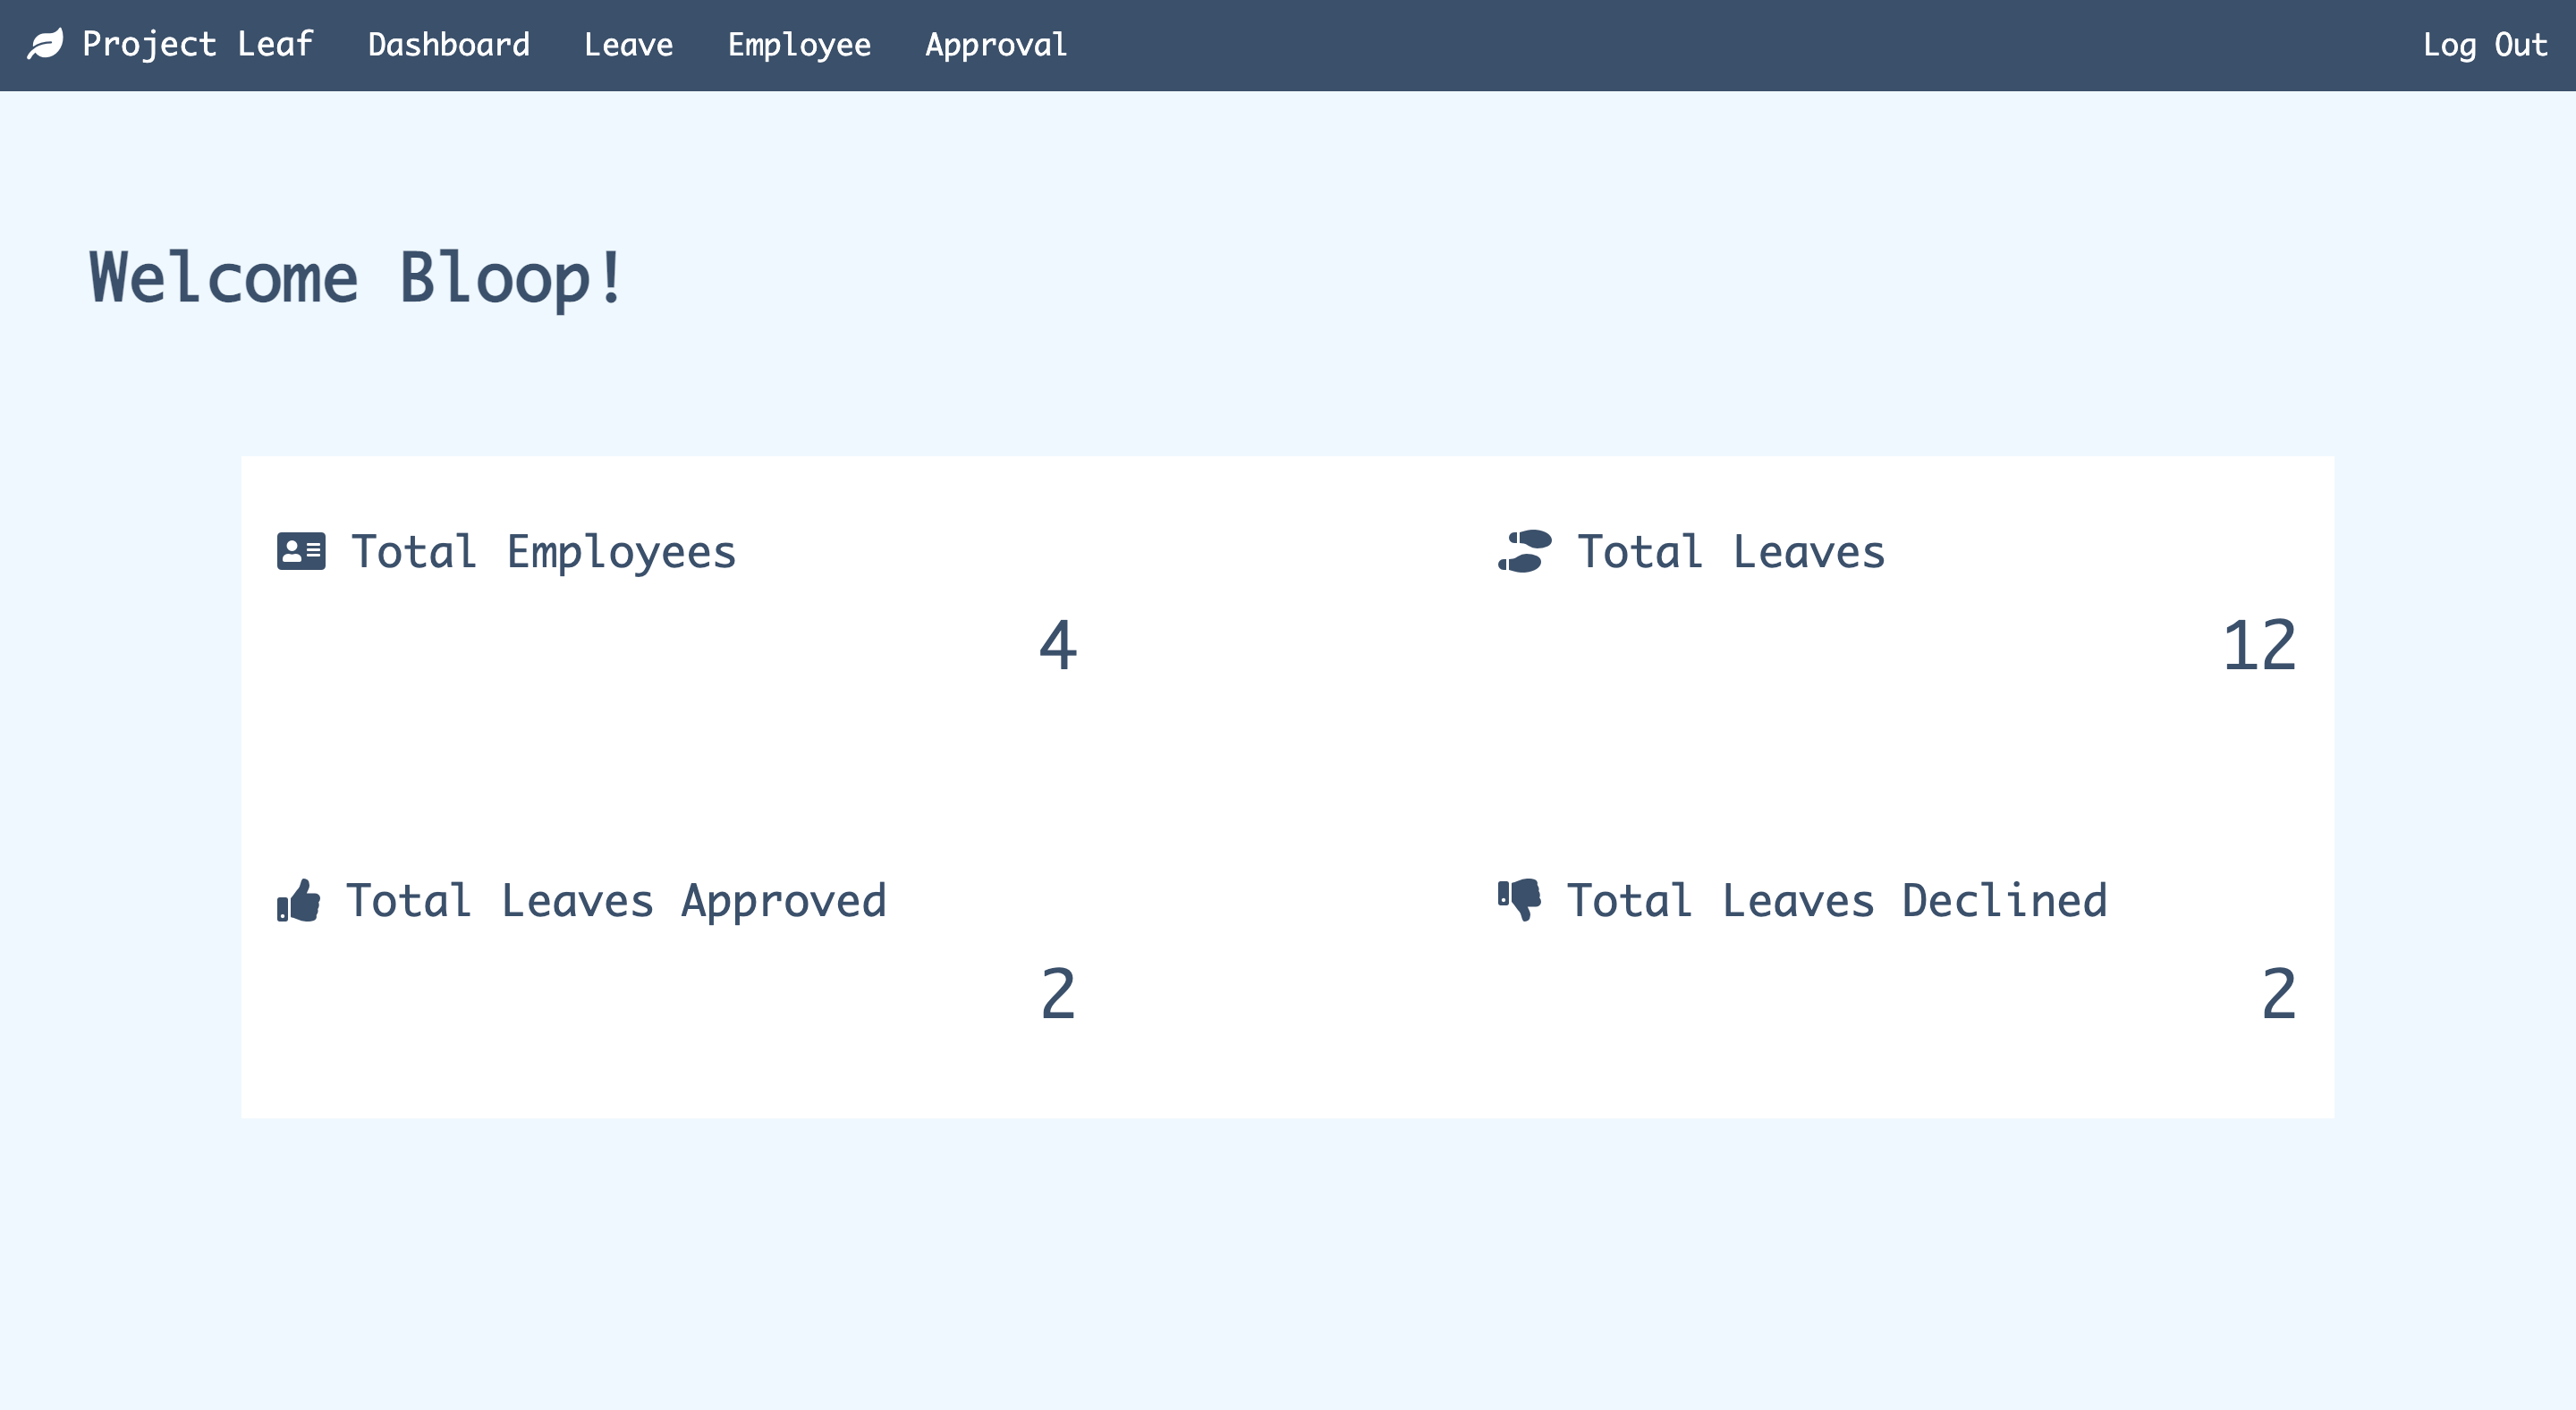 Project Leaf Dashboard Leave Employee Approval Log Out
Welcome Bloop!
Total Employees
4
Total Leaves
12
Total Leaves Approved
2
Total Leaves Declined
2